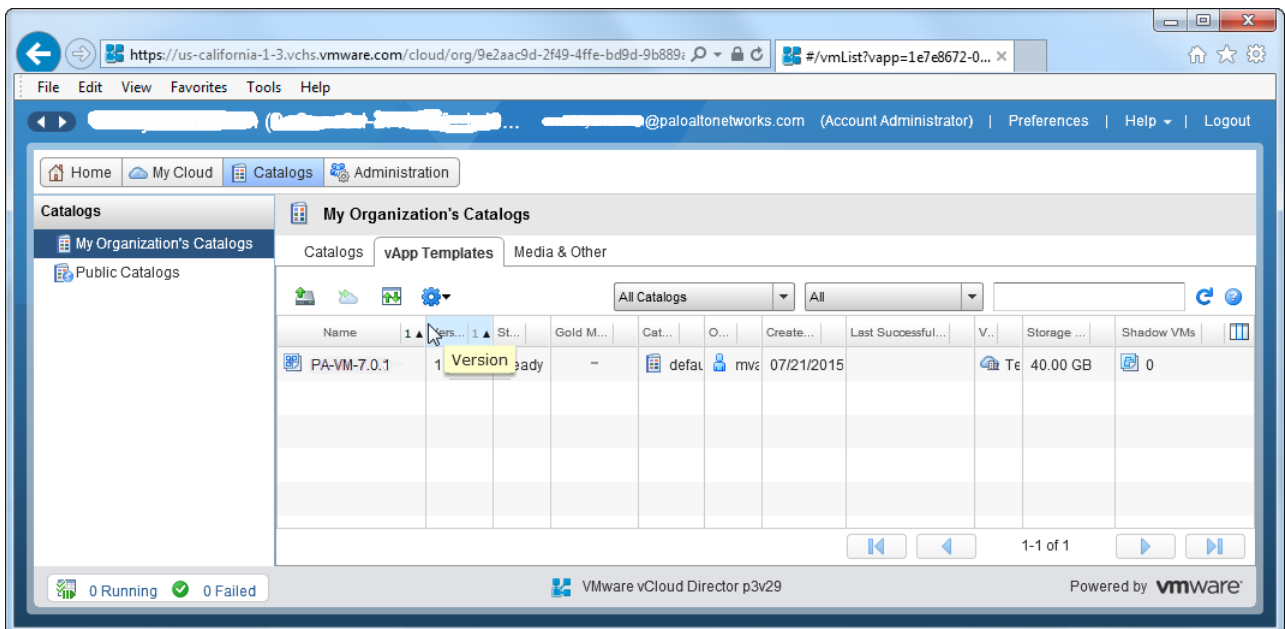 https://us-california-1-3.vchs.vmware.com/cloud/org/9e2aac9d-2f49-4ffe-bd9d-9b889 #/vmList?vapp=1e7e8672-0...
File Edit View Favorites Tools Help
@paloaltonetworks.com (Account Administrator) | Preferences | Help | Logout
Home My Cloud Catalogs Administration
Catalogs
My Organization's Catalogs
Public Catalogs
My Organization's Catalogs
Catalogs vApp Templates Media & Other
All Catalogs All
Name 1 Vers... 1 St... Gold M... Cat... O... Create... Last Successful... V... Storage ... Shadow VMs
PA-VM-7.0.1 1 eady – defau mva 07/21/2015 Te 40.00 GB 0
Version
1-1 of 1
0 Running 0 Failed
VMware vCloud Director p3v29
Powered by vmware